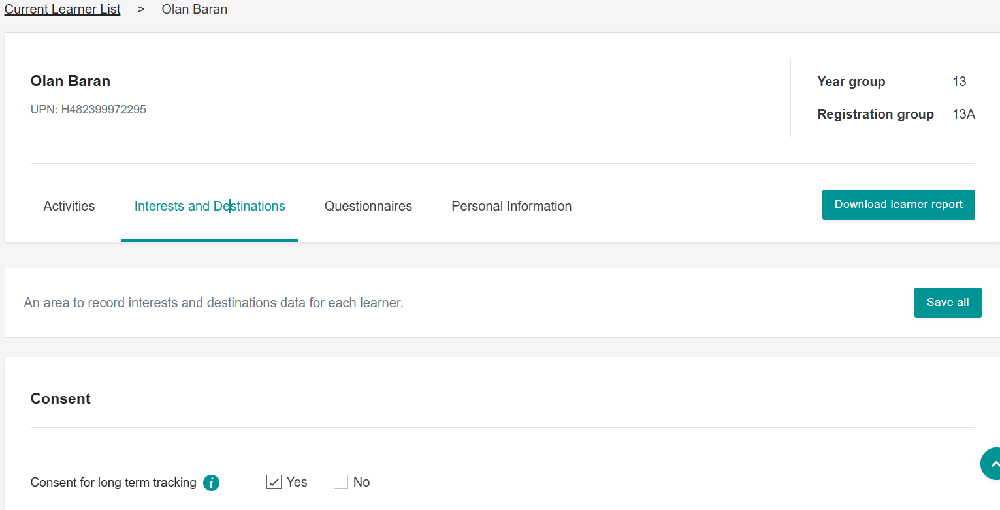 Current Learner List > Olan Baran
Olan Baran
UPN: H482399972295
Year group 13
Registration group 13A
Activities Interests and Destinations Questionnaires Personal Information Download learner report
An area to record interests and destinations data for each learner. Save all
Consent
Consent for long term tracking i Yes No